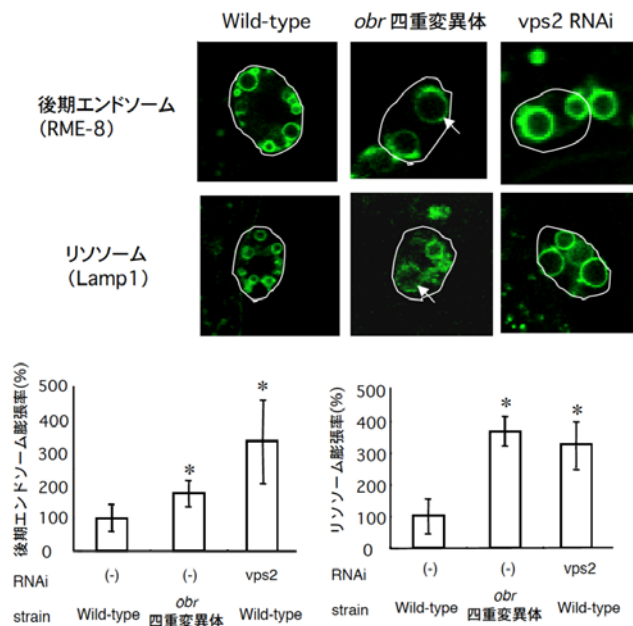 Wild-type obr 四重変異体 vps2 RNAi
後期エンドソーム
(RME-8)
リソソーム
(Lamp1)
後期エンドソーム膨張率(%)
500
400
300
200
100
0
*
*
RNAi (-) (-) vps2
strain Wild-type obr 四重変異体 Wild-type
リソソーム膨張率(%)
500
400
300
200
100
0
*
*
(-) (-) vps2
Wild-type obr 四重変異体 Wild-type